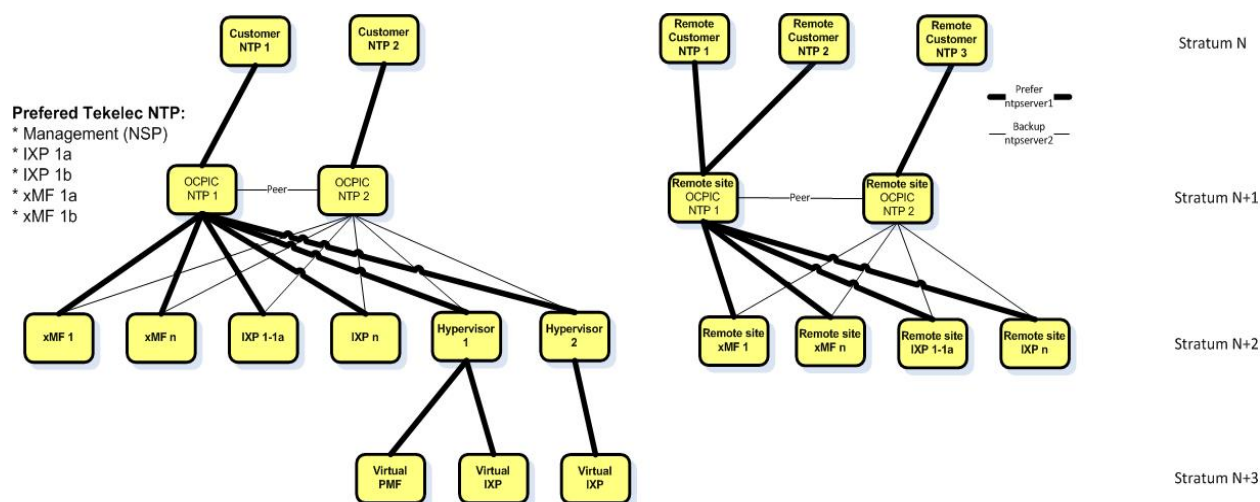 Customer
NTP 1
Customer
NTP 2
Remote
Customer
NTP 1
Remote
Customer
NTP 2
Remote
Customer
NTP 3
Stratum N
Prefered Tekelec NTP:
* Management (NSP)
* IXP 1a
* IXP 1b
* xMF 1a
* xMF 1b
Prefer
ntpserver1
Backup
ntpserver2
OCPIC
NTP 1
Peer
OCPIC
NTP 2
Remote site
OCPIC
NTP 1
Peer
Remote site
OCPIC
NTP 2
Stratum N+1
xMF 1
xMF n
IXP 1-1a
IXP n
Hypervisor
1
Hypervisor
2
Remote site
xMF 1
Remote site
xMF n
Remote site
IXP 1-1a
Remote site
IXP n
Stratum N+2
Virtual
PMF
Virtual
IXP
Virtual
IXP
Stratum N+3